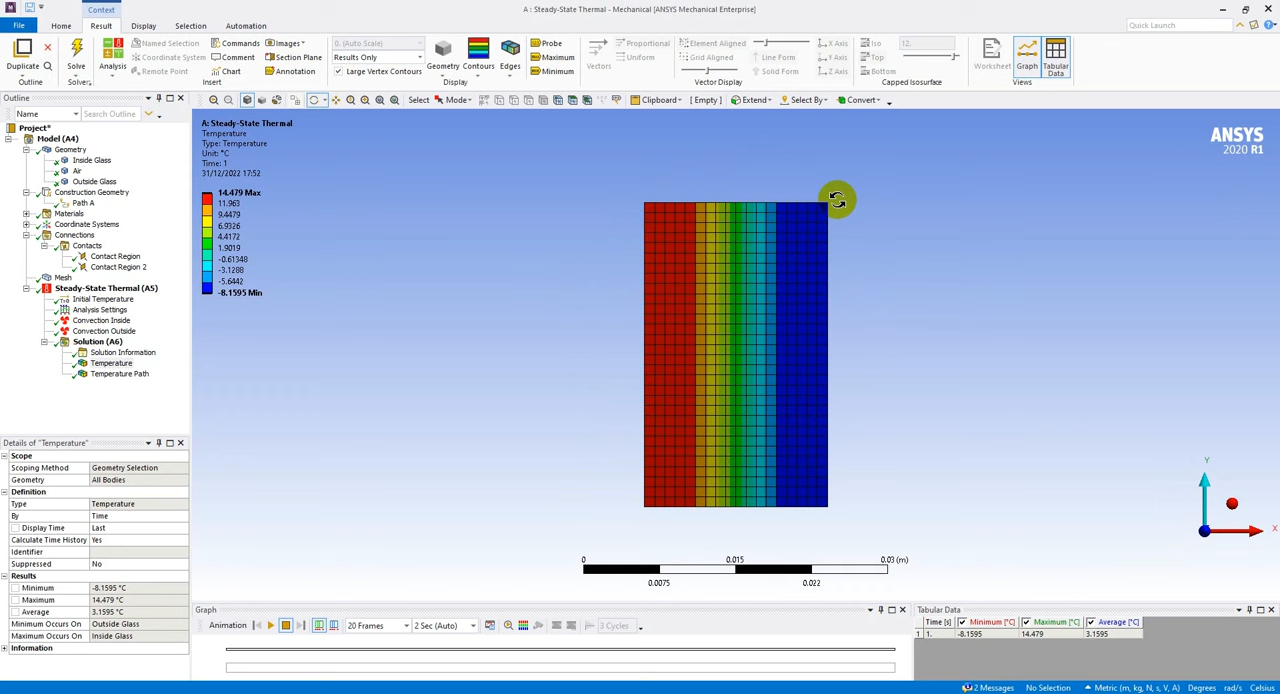 A : Steady-State Thermal - Mechanical [ANSYS Mechanical Enterprise]
Context
File Home Result Display Selection Automation
Quick Launch
Duplicate
Outline
Solve
Solver
Analysis
Named Selection
Coordinate System
Remote Point
Commands
Comment
Chart
Images
Section Plane
Annotation
Insert
0. (Auto Scale)
Results Only
Large Vertex Contours
Geometry
Contours
Edges
Display
Probe
Maximum
Minimum
Vectors
Proportional
Uniform
Element Aligned
Grid Aligned
Line Form
Solid Form
X Axis
Y Axis
Z Axis
Vector Display
Iso
Top
Bottom
12.
Capped Isosurface
Worksheet
Graph
Tabular Data
Views
Select Mode Clipboard [ Empty ] Extend Select By Convert
Outline
Name Search Outline
Project*
Model (A4)
Geometry
Inside Glass
Air
Outside Glass
Construction Geometry
Path A
Materials
Coordinate Systems
Connections
Contacts
Contact Region
Contact Region 2
Mesh
Steady-State Thermal (A5)
Initial Temperature
Analysis Settings
Convection Inside
Convection Outside
Solution (A6)
Solution Information
Temperature
Temperature Path
A: Steady-State Thermal
Temperature
Type: Temperature
Unit: °C
Time: 1
31/12/2022 17:52
14.479 Max
11.963
9.4479
6.9326
4.4172
1.9019
-0.61348
-3.1288
-5.6442
-8.1595 Min
ANSYS
2020 R1
Y
X
0 0.015 0.03 (m)
0.0075 0.022
Details of "Temperature"
Scope
Scoping Method Geometry Selection
Geometry All Bodies
Definition
Type Temperature
By Time
Display Time Last
Calculate Time History Yes
Identifier
Suppressed No
Results
Minimum -8.1595 °C
Maximum 14.479 °C
Average 3.1595 °C
Minimum Occurs On Outside Glass
Maximum Occurs On Inside Glass
Information
Graph
Animation 20 Frames 2 Sec (Auto) 3 Cycles
Tabular Data
Time [s] Minimum [°C] Maximum [°C] Average [°C]
1 1. -8.1595 14.479 3.1595
2 Messages No Selection Metric (m, kg, N, s, V, A) Degrees rad/s Celsius